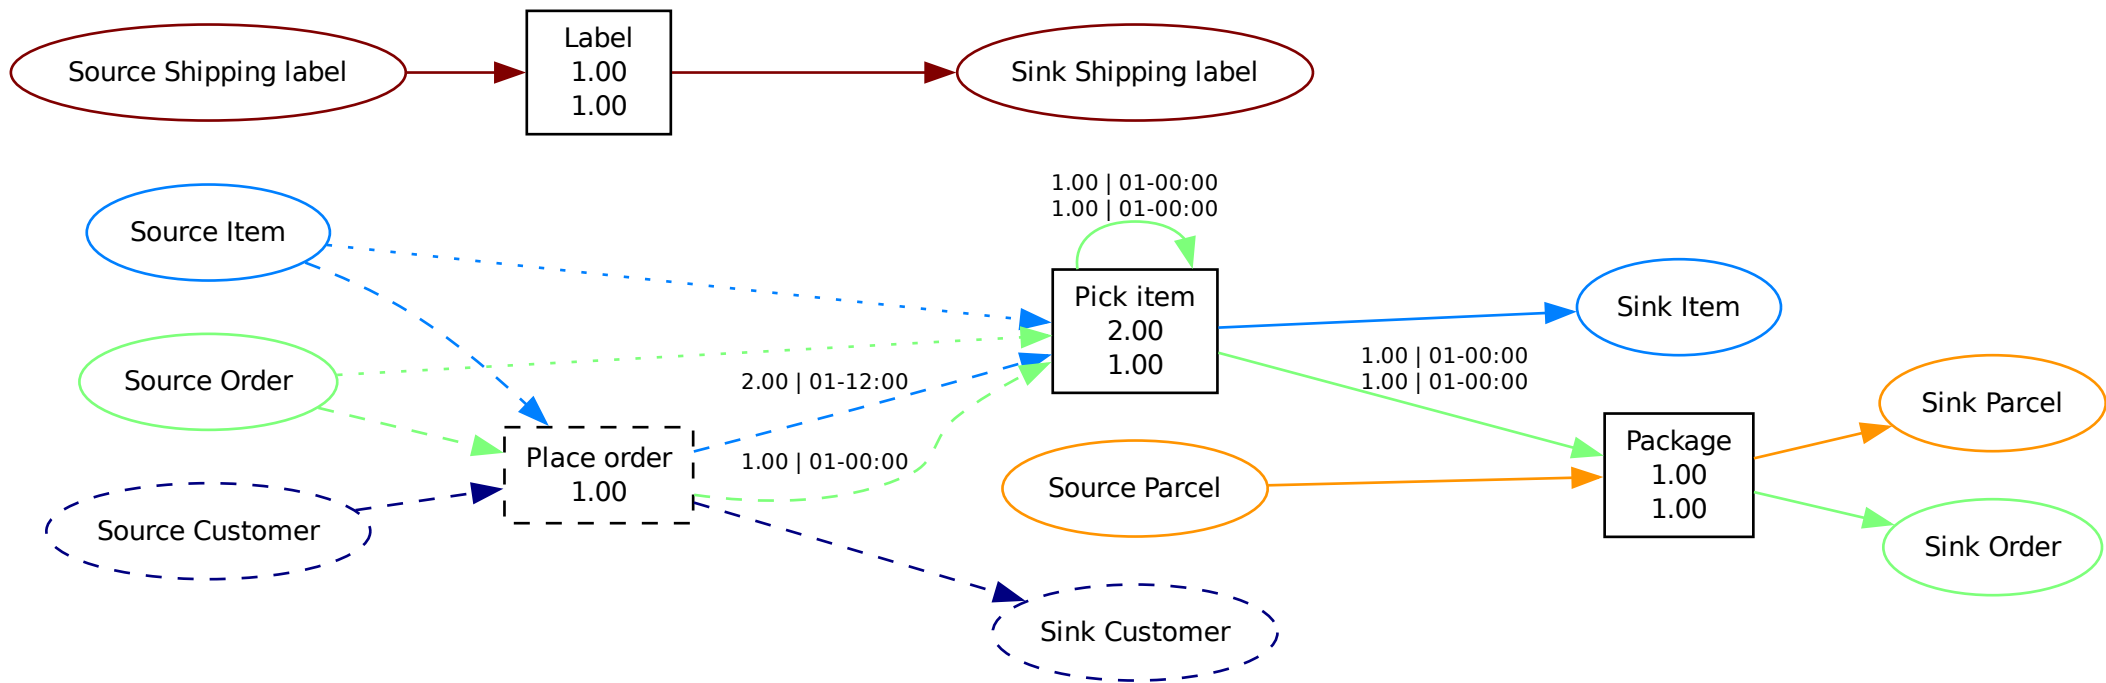 Source Shipping label
Label
1.00
1.00
Sink Shipping label
Source Item
Source Order
Source Customer
Place order
1.00
2.00 | 01-12:00
1.00 | 01-00:00
1.00 | 01-00:00
1.00 | 01-00:00
Pick item
2.00
1.00
Source Parcel
Sink Customer
Sink Item
1.00 | 01-00:00
1.00 | 01-00:00
Package
1.00
1.00
Sink Parcel
Sink Order